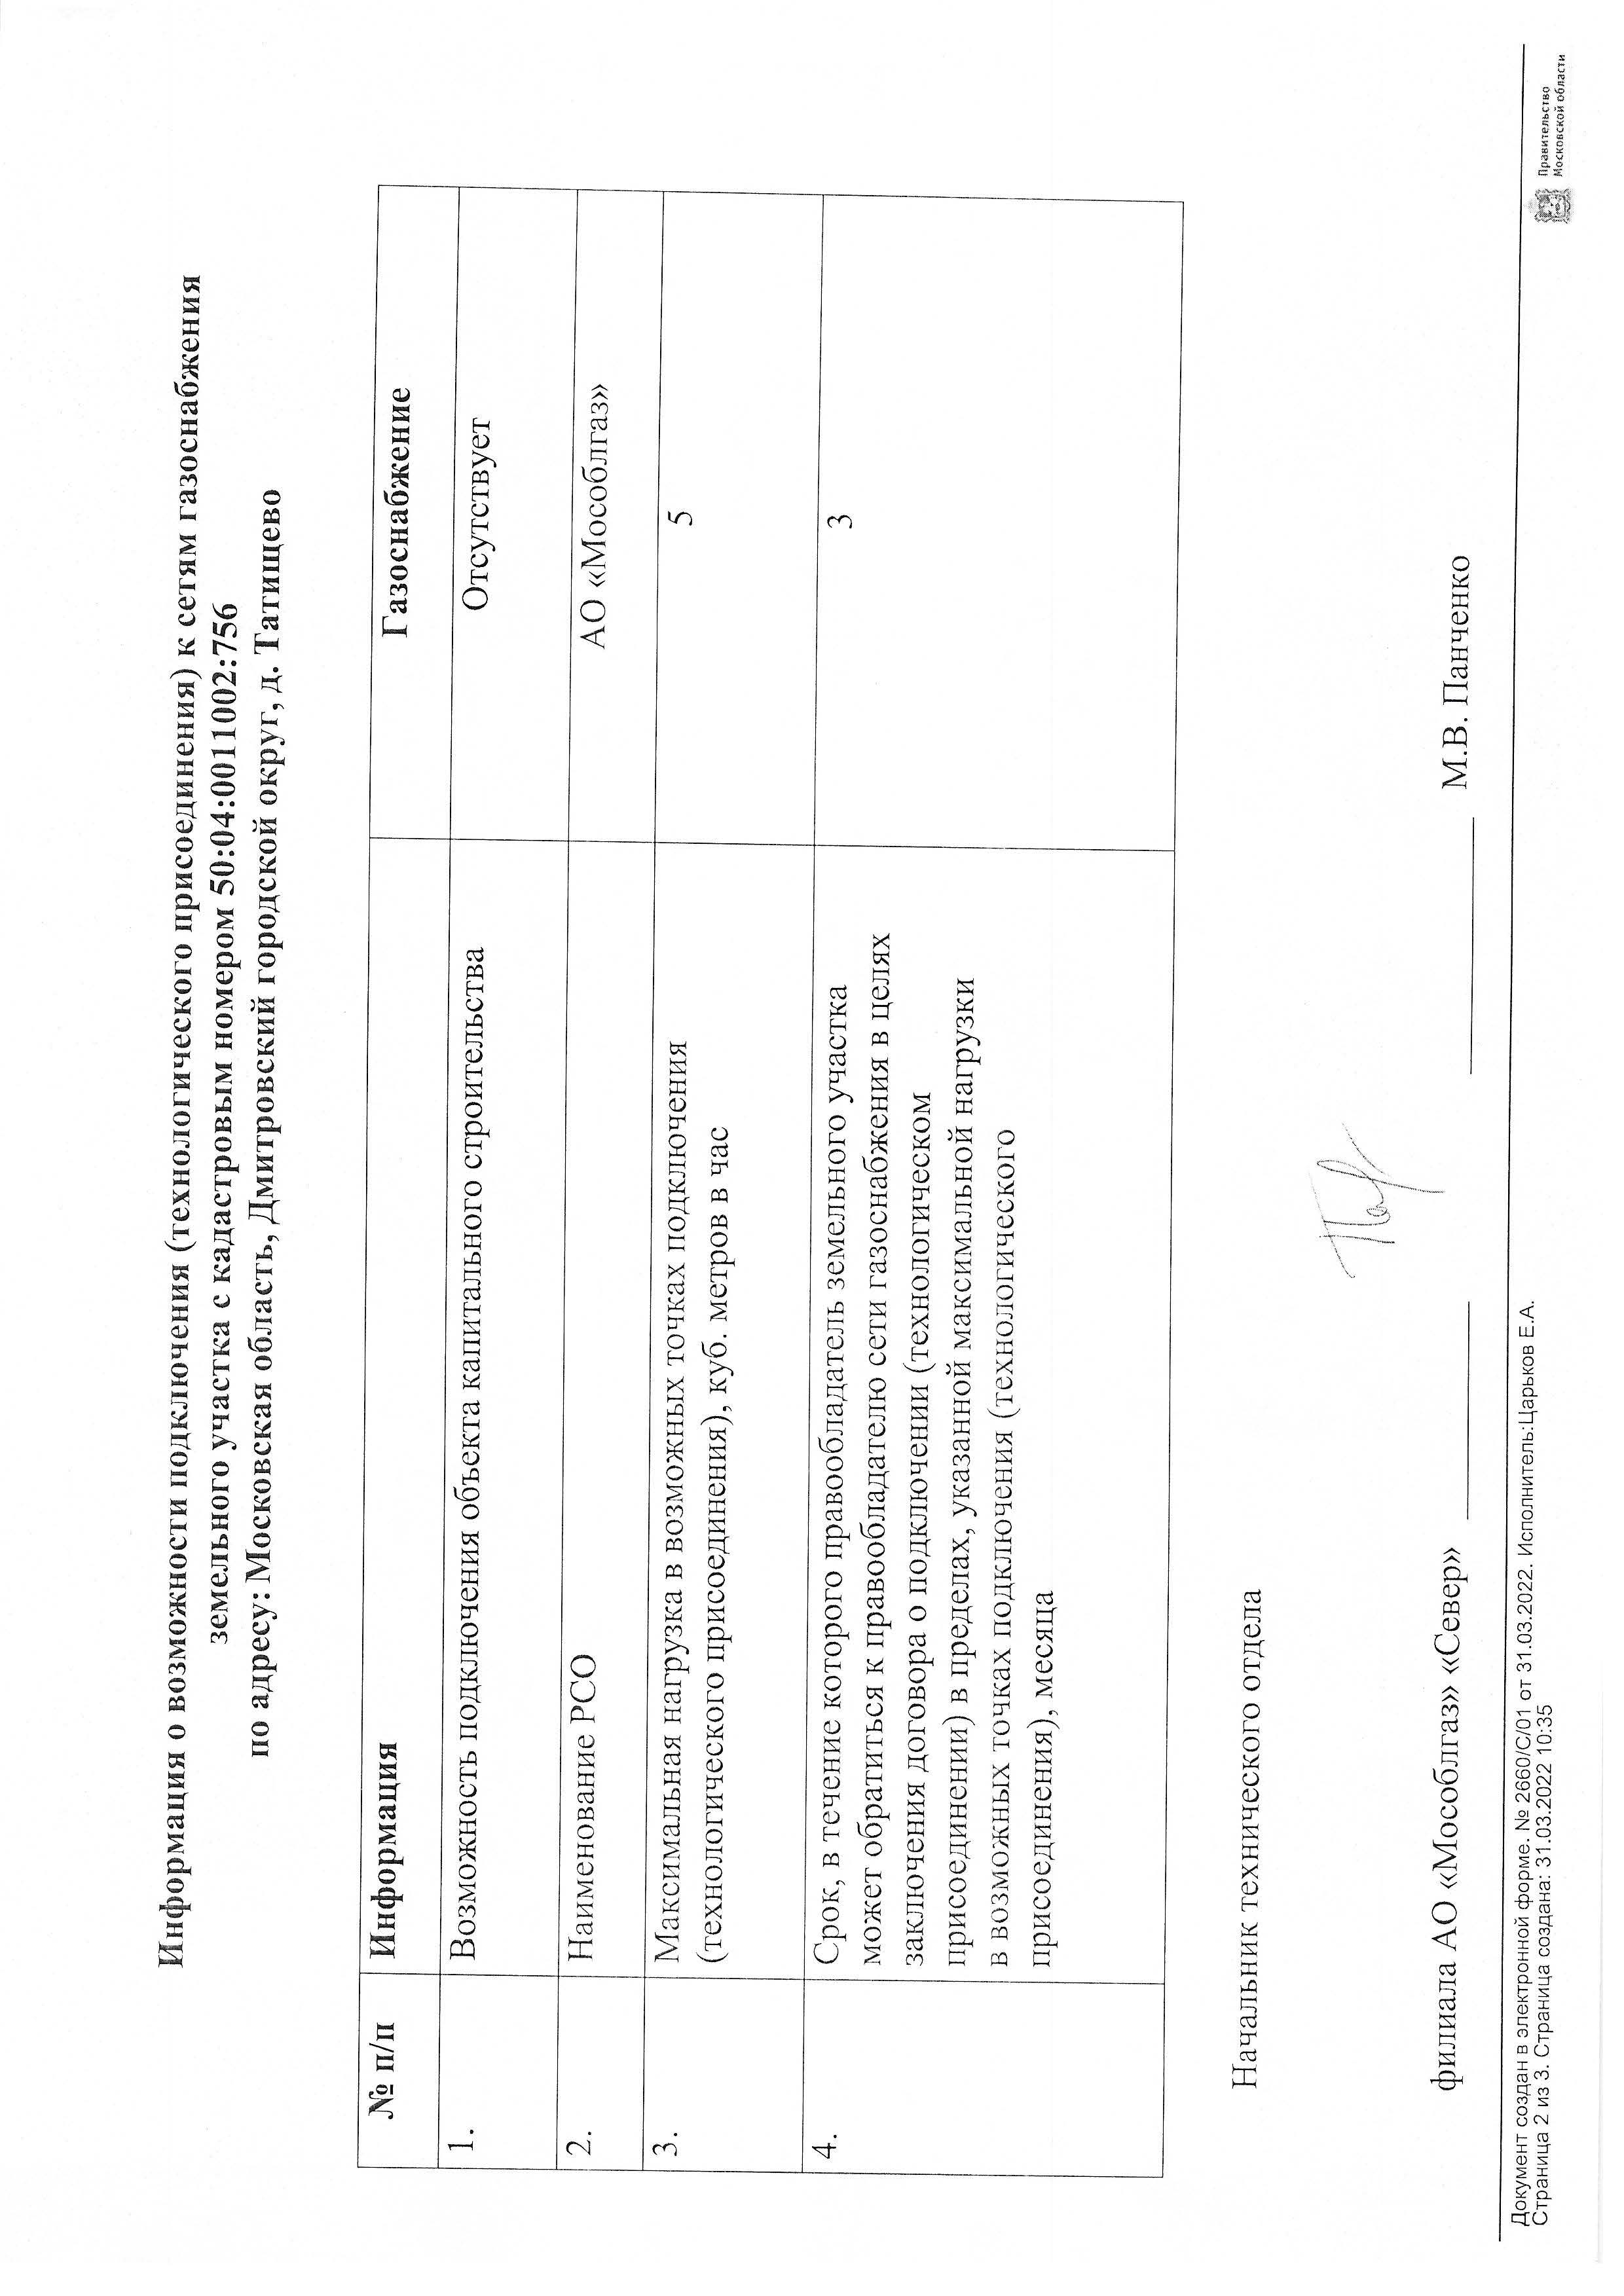 Информация о возможности подключения (технологического присоединения) к сетям газоснабжения
земельного участка с кадастровым номером 50:04:0011002:756
по адресу: Московская область, Дмитровский городской округ, д. Татищево
№ п/п
Информация
Газоснабжение
1.
Возможность подключения объекта капитального строительства
Отсутствует
2.
Наименование РСО
АО «Мособлгаз»
3.
Максимальная нагрузка в возможных точках подключения
(технологического присоединения), куб. метров в час
5
4.
Срок, в течение которого правообладатель земельного участка
может обратиться к правообладателю сети газоснабжения в целях
заключения договора о подключении (технологическом
присоединении) в пределах, указанной максимальной нагрузки
в возможных точках подключения (технологического
присоединения), месяца
3
Начальник технического отдела
филиала АО «Мособлгаз» «Север»
М.В. Панченко
Документ создан в электронной форме. № 2660/С/01 от 31.03.2022. Исполнитель:Царьков Е.А.
Страница 2 из 3. Страница создана: 31.03.2022 10:35
Правительство
Московской области